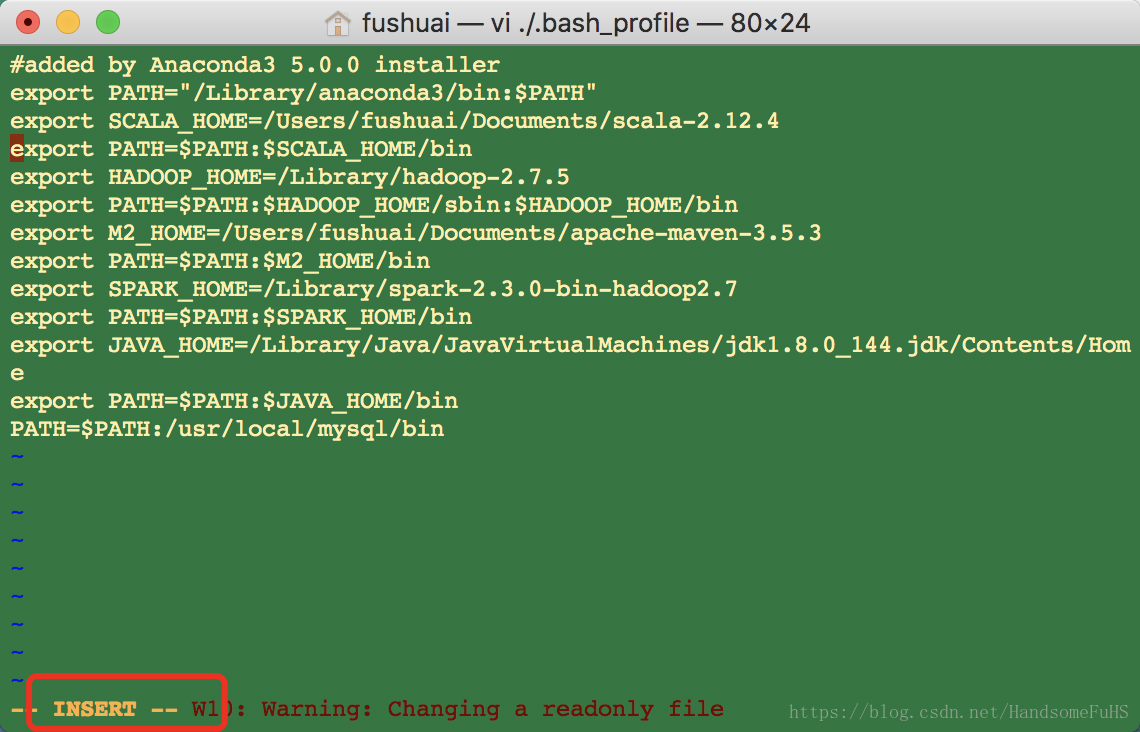 fushuai — vi ./.bash_profile — 80×24
#added by Anaconda3 5.0.0 installer
export PATH="/Library/anaconda3/bin:$PATH"
export SCALA_HOME=/Users/fushuai/Documents/scala-2.12.4
export PATH=$PATH:$SCALA_HOME/bin
export HADOOP_HOME=/Library/hadoop-2.7.5
export PATH=$PATH:$HADOOP_HOME/sbin:$HADOOP_HOME/bin
export M2_HOME=/Users/fushuai/Documents/apache-maven-3.5.3
export PATH=$PATH:$M2_HOME/bin
export SPARK_HOME=/Library/spark-2.3.0-bin-hadoop2.7
export PATH=$PATH:$SPARK_HOME/bin
export JAVA_HOME=/Library/Java/JavaVirtualMachines/jdk1.8.0_144.jdk/Contents/Hom
e
export PATH=$PATH:$JAVA_HOME/bin
PATH=$PATH:/usr/local/mysql/bin
~
~
~
~
~
~
~
~
~
-- INSERT -- W10: Warning: Changing a readonly file
https://blog.csdn.net/HandsomeFuHS